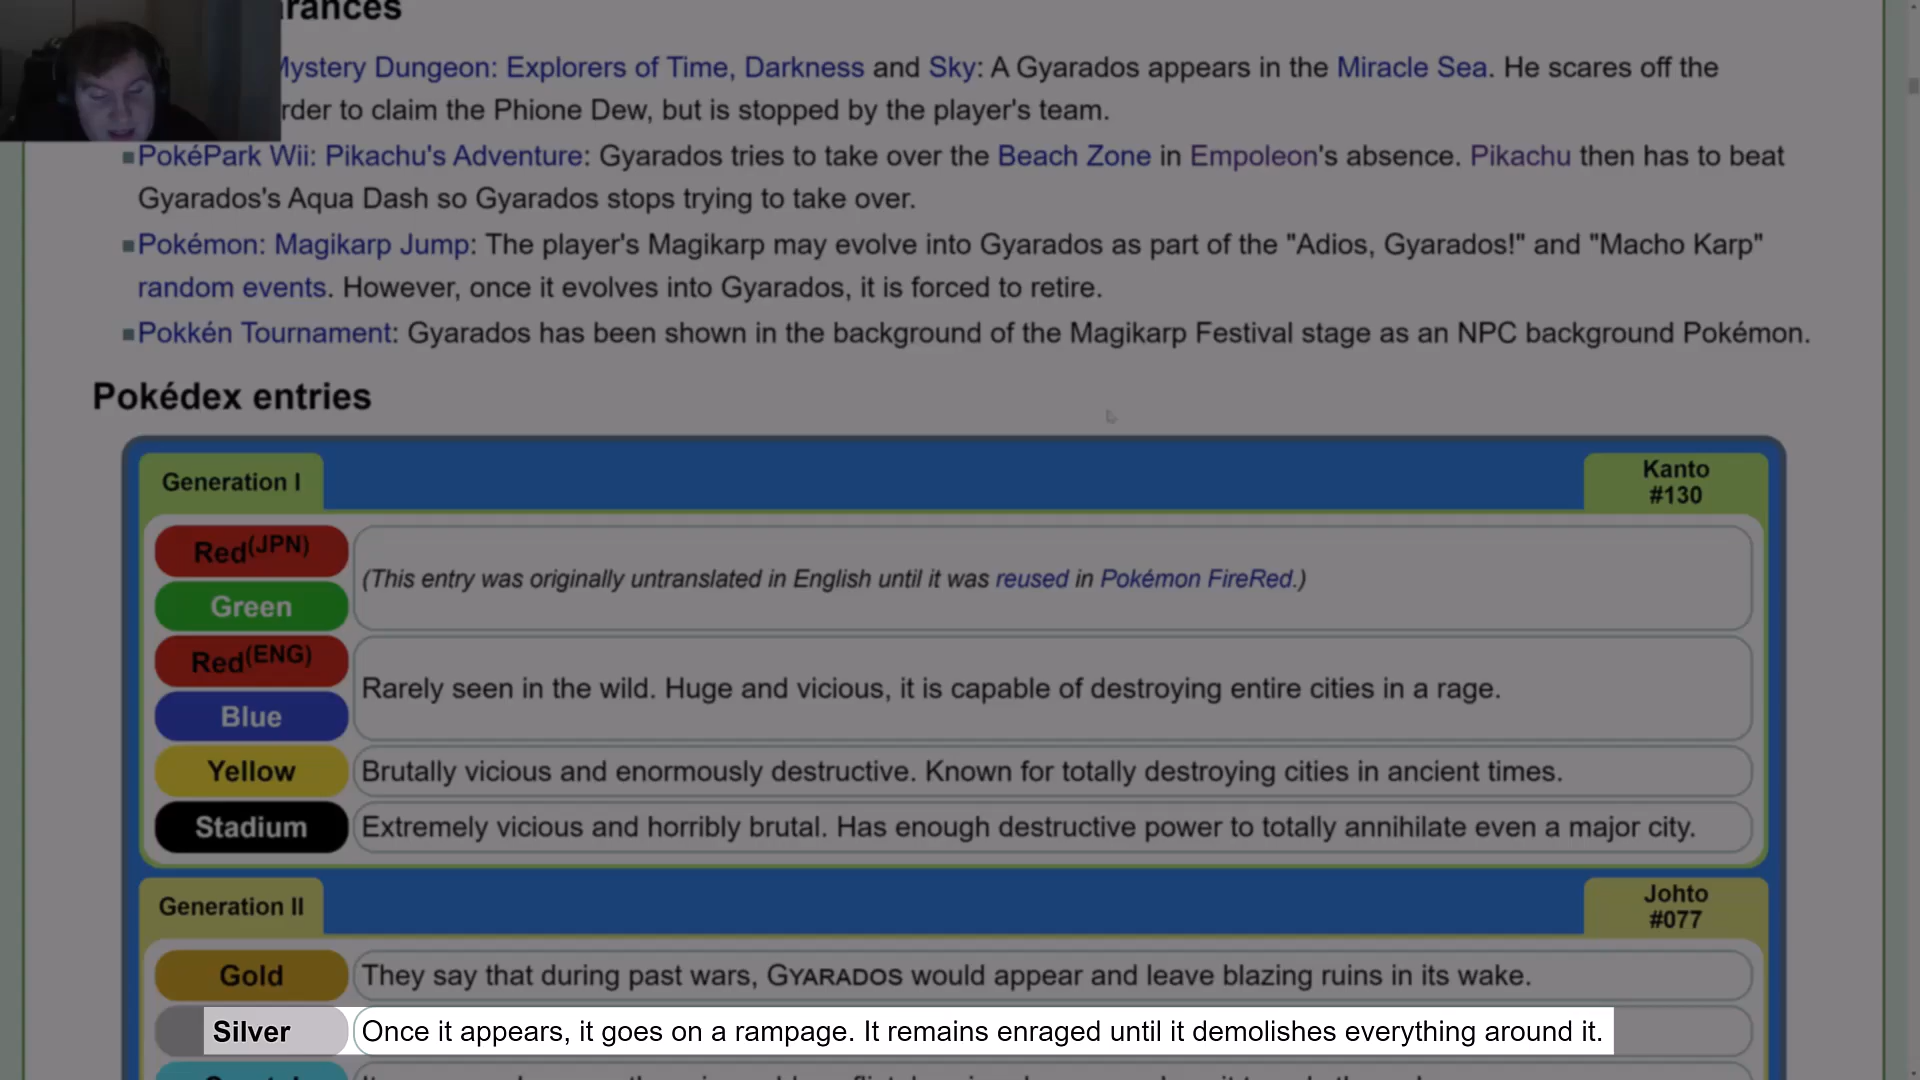 rances
Mystery Dungeon: Explorers of Time, Darkness and Sky: A Gyarados appears in the Miracle Sea. He scares off the
rder to claim the Phione Dew, but is stopped by the player's team.
PokéPark Wii: Pikachu's Adventure: Gyarados tries to take over the Beach Zone in Empoleon's absence. Pikachu then has to beat
Gyarados's Aqua Dash so Gyarados stops trying to take over.
Pokémon: Magikarp Jump: The player's Magikarp may evolve into Gyarados as part of the "Adios, Gyarados!" and "Macho Karp"
random events. However, once it evolves into Gyarados, it is forced to retire.
Pokkén Tournament: Gyarados has been shown in the background of the Magikarp Festival stage as an NPC background Pokémon.
Pokédex entries
Generation I
Kanto
#130
Red(JPN)
Green
(This entry was originally untranslated in English until it was reused in Pokémon FireRed.)
Red(ENG)
Blue
Rarely seen in the wild. Huge and vicious, it is capable of destroying entire cities in a rage.
Yellow Brutally vicious and enormously destructive. Known for totally destroying cities in ancient times.
Stadium Extremely vicious and horribly brutal. Has enough destructive power to totally annihilate even a major city.
Generation II
Johto
#077
Gold They say that during past wars, GYARADOS would appear and leave blazing ruins in its wake.
Silver Once it appears, it goes on a rampage. It remains enraged until it demolishes everything around it.